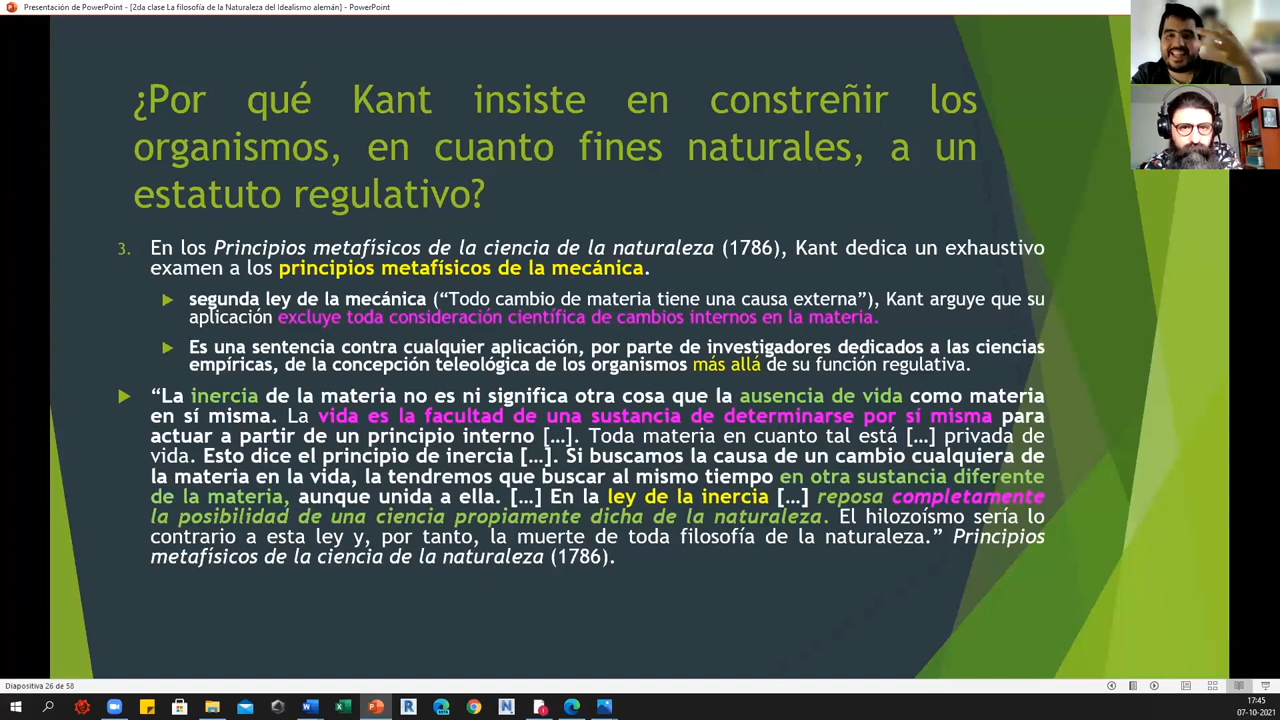 Presentación de PowerPoint - [2da clase La filosofía de la Naturaleza del Idealismo alemán] - PowerPoint
¿Por qué Kant insiste en constreñir los
organismos, en cuanto fines naturales, a un
estatuto regulativo?
3. En los Principios metafísicos de la ciencia de la naturaleza (1786), Kant dedica un exhaustivo
examen a los principios metafísicos de la mecánica.
segunda ley de la mecánica (“Todo cambio de materia tiene una causa externa”), Kant arguye que su
aplicación excluye toda consideración científica de cambios internos en la materia.
Es una sentencia contra cualquier aplicación, por parte de investigadores dedicados a las ciencias
empíricas, de la concepción teleológica de los organismos más allá de su función regulativa.
“La inercia de la materia no es ni significa otra cosa que la ausencia de vida como materia
en sí misma. La vida es la facultad de una sustancia de determinarse por sí misma para
actuar a partir de un principio interno […]. Toda materia en cuanto tal está […] privada de
vida. Esto dice el principio de inercia […]. Si buscamos la causa de un cambio cualquiera de
la materia en la vida, la tendremos que buscar al mismo tiempo en otra sustancia diferente
de la materia, aunque unida a ella. […] En la ley de la inercia […] reposa completamente
la posibilidad de una ciencia propiamente dicha de la naturaleza. El hilozoísmo sería lo
contrario a esta ley y, por tanto, la muerte de toda filosofía de la naturaleza.” Principios
metafísicos de la ciencia de la naturaleza (1786).
Diapositiva 26 de 58
17:45
07-10-2021